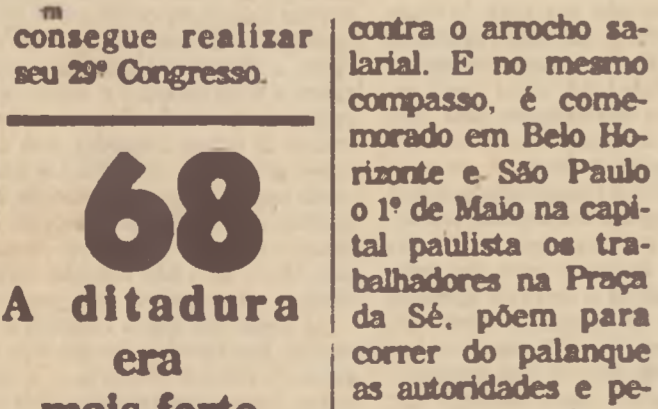 consegue realizar
seu 29º Congresso.
68
A ditadura
era
mais forte
contra o arrocho sa-
larial. E no mesmo
compasso, é come-
morado em Belo Ho-
rizonte e São Paulo
o 1º de Maio na capi-
tal paulista os tra-
balhadores na Praça
da Sé, põem para
correr do palanque
as autoridades e pe-